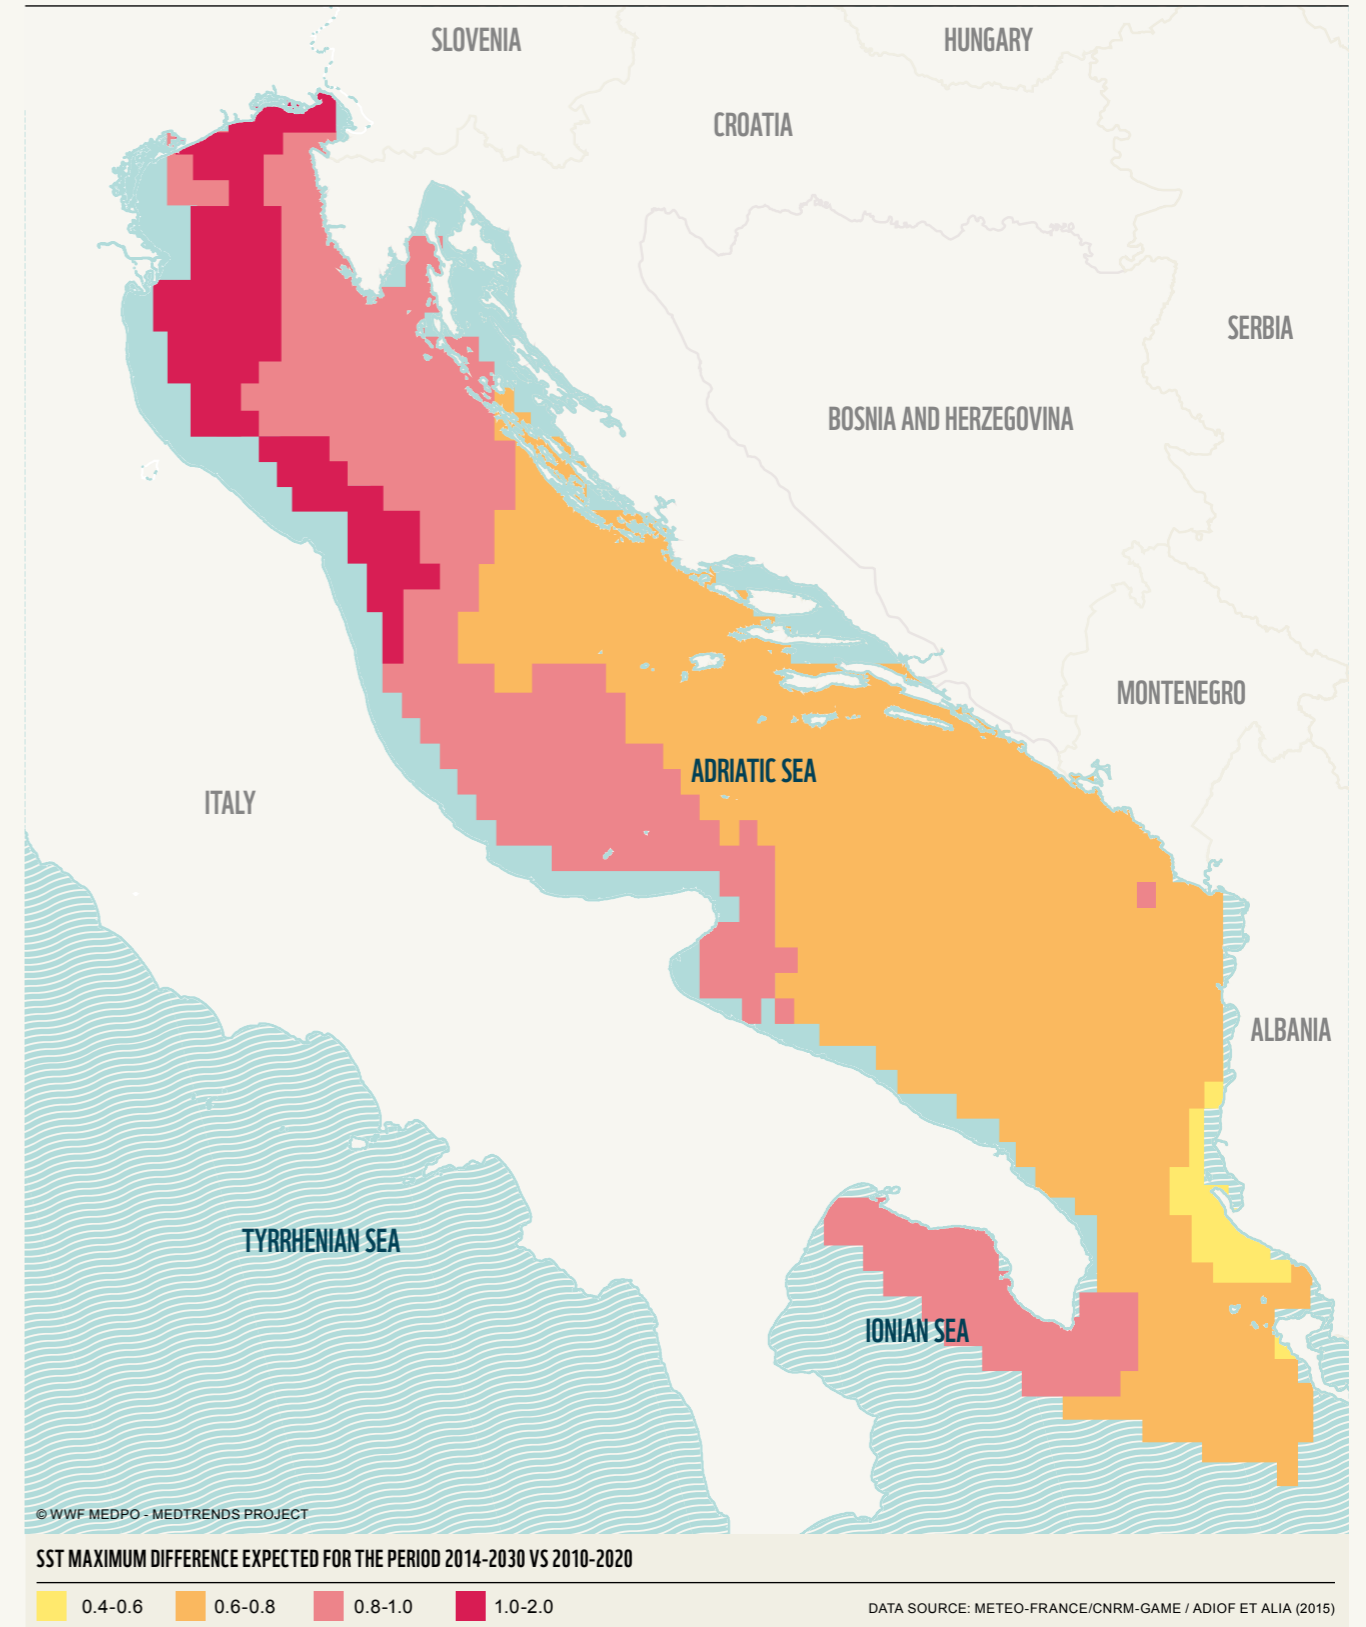 SLOVENIA
HUNGARY
CROATIA
SERBIA
BOSNIA AND HERZEGOVINA
MONTENEGRO
ADRIATIC SEA
ITALY
ALBANIA
TYRRHENIAN SEA
IONIAN SEA
© WWF MEDPO - MEDTRENDS PROJECT
SST MAXIMUM DIFFERENCE EXPECTED FOR THE PERIOD 2014-2030 VS 2010-2020
0.4-0.6 0.6-0.8 0.8-1.0 1.0-2.0
DATA SOURCE: METEO-FRANCE/CNRM-GAME / ADIOF ET ALIA (2015)